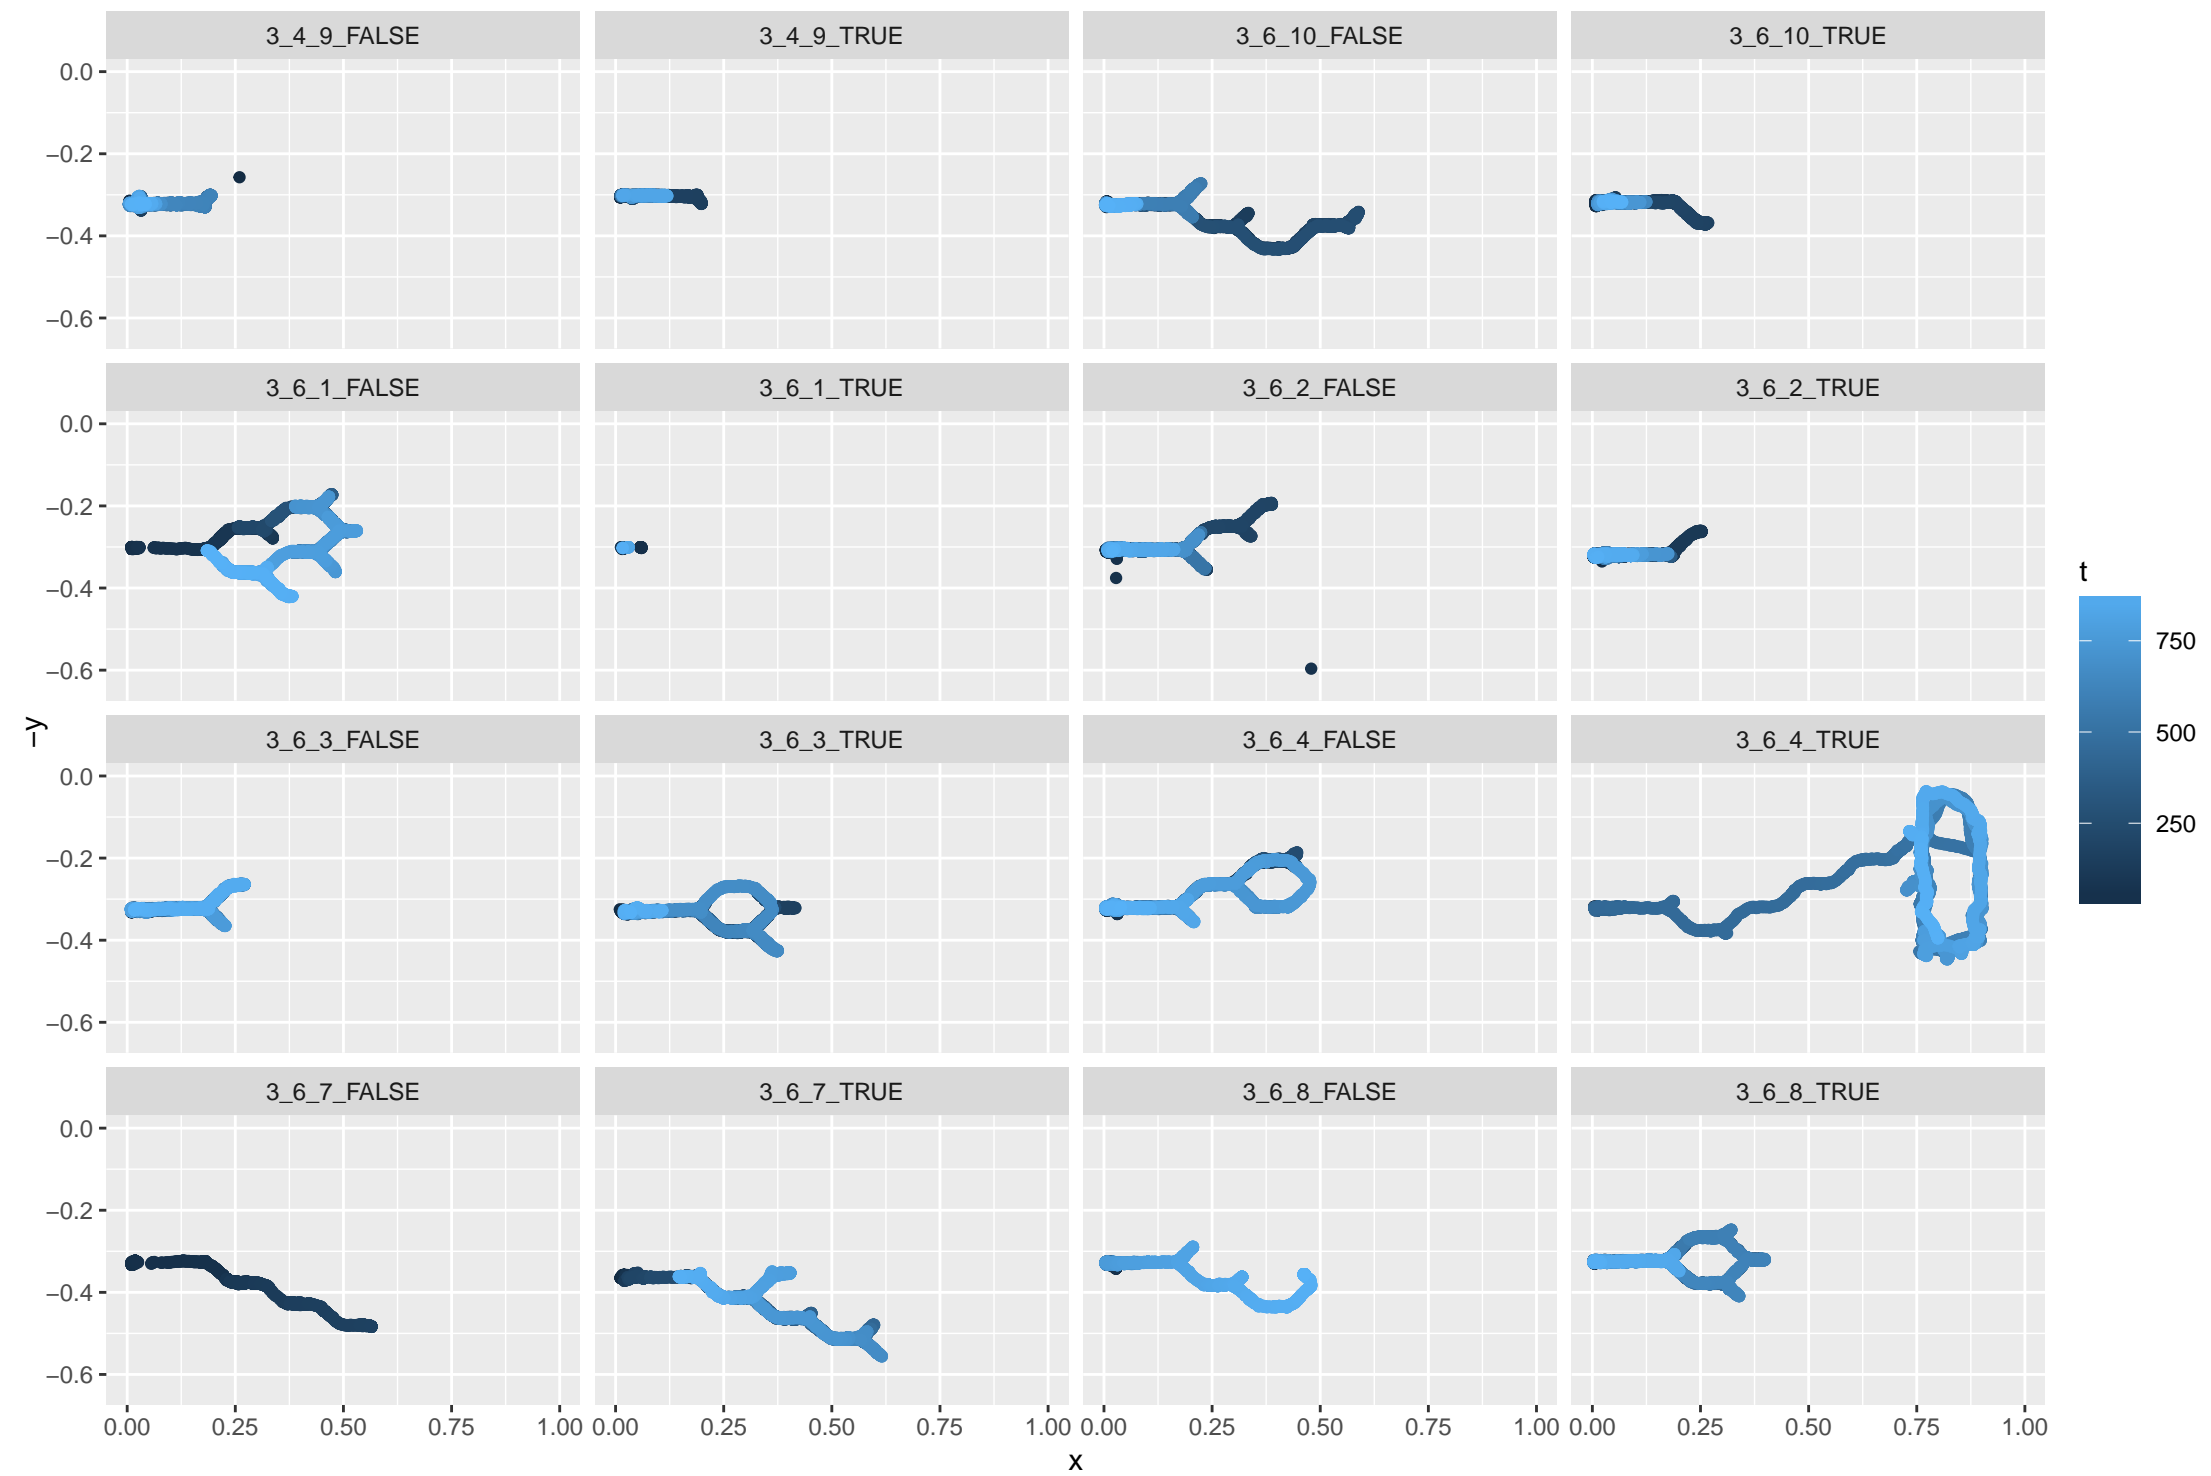 3_4_9_FALSE 3_4_9_TRUE 3_6_10_FALSE 3_6_10_TRUE
0.0
−0.2
−0.4
−0.6
3_6_1_FALSE 3_6_1_TRUE 3_6_2_FALSE 3_6_2_TRUE
0.0
−0.2
−0.4
−0.6
3_6_3_FALSE 3_6_3_TRUE 3_6_4_FALSE 3_6_4_TRUE
0.0
−0.2
−0.4
−0.6
3_6_7_FALSE 3_6_7_TRUE 3_6_8_FALSE 3_6_8_TRUE
0.0
−0.2
−0.4
−0.6
0.00 0.25 0.50 0.75 1.00 0.00 0.25 0.50 0.75 1.00 0.00 0.25 0.50 0.75 1.00 0.00 0.25 0.50 0.75 1.00
x
−y
t
750
500
250